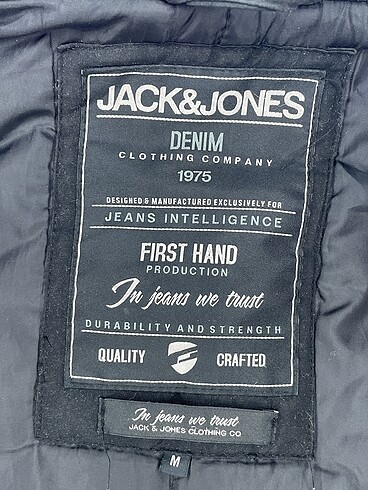 JACK&JONES
DENIM
CLOTHING COMPANY
1975
DESIGNED & MANUFACTURED EXCLUSIVELY FOR
JEANS INTELLIGENCE
FIRST HAND
PRODUCTION
In jeans we trust
DURABILITY AND STRENGTH
QUALITY CRAFTED
In jeans we trust
JACK & JONES CLOTHING CO
M